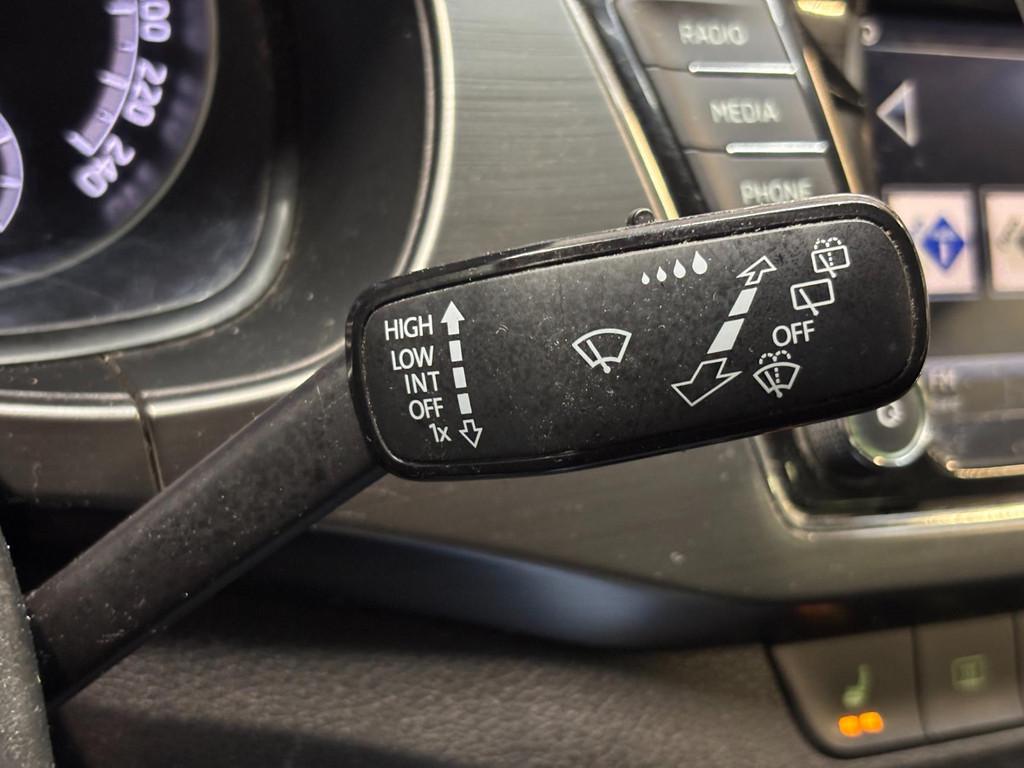 220
240
RADIO
MEDIA
PHONE
HIGH
LOW
INT
OFF
1x
OFF